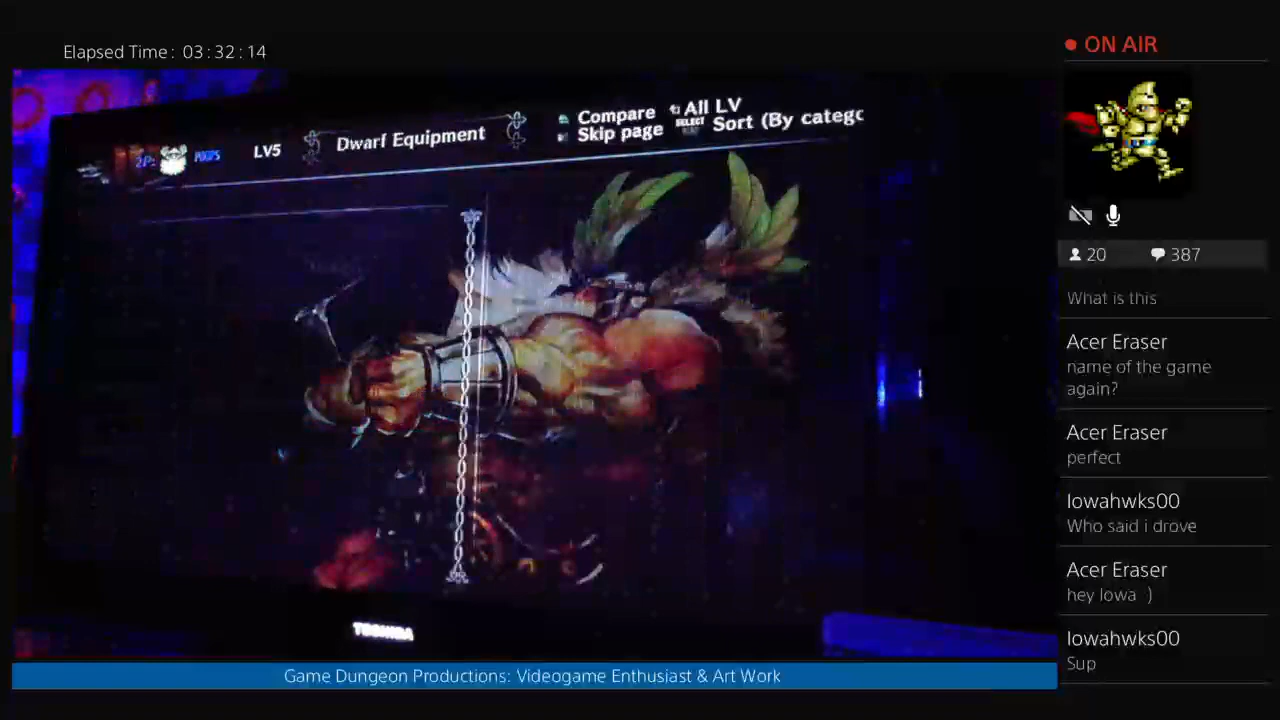 Elapsed Time: 03:32:14
ON AIR
2P:
LV5
Dwarf Equipment
Compare
All LV
Skip page
SELECT
Sort (By catego
20
387
What is this
Acer Eraser
name of the game
again?
Acer Eraser
perfect
Iowahwks00
Who said i drove
Acer Eraser
hey Iowa )
Iowahwks00
Sup
TOSHIBA
Game Dungeon Productions: Videogame Enthusiast & Art Work